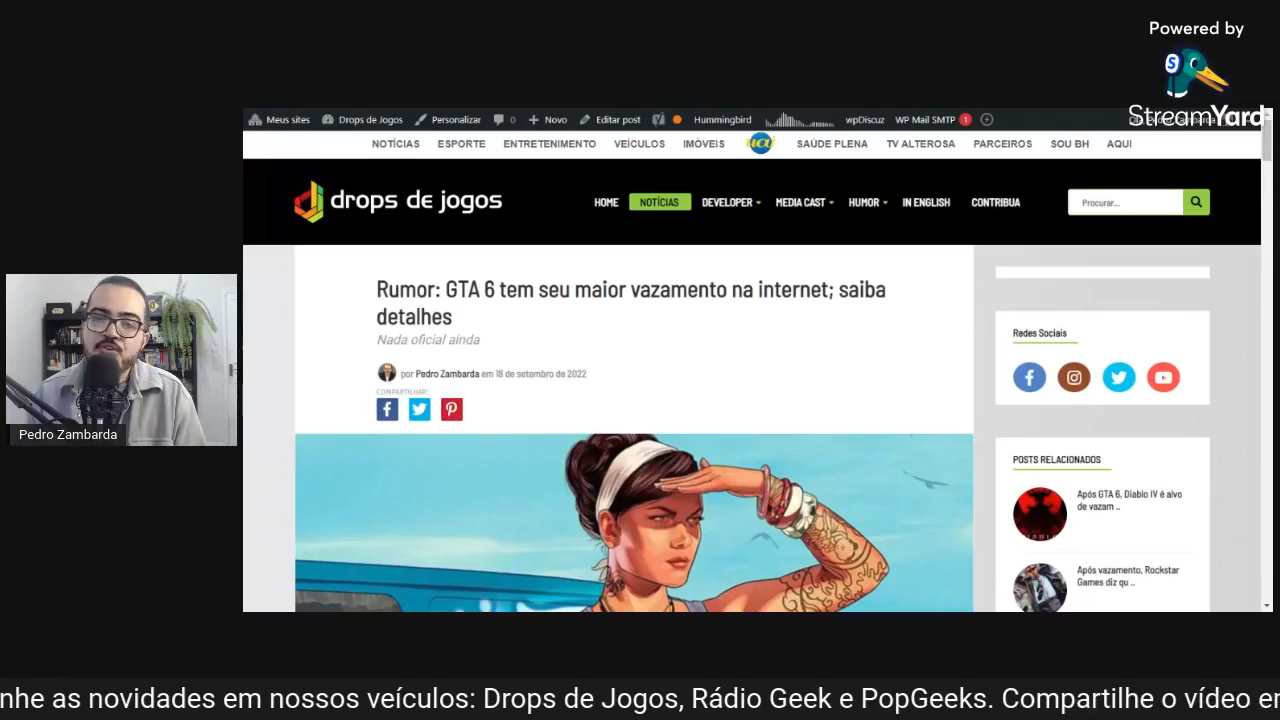 Powered by
S
StreamYard
Meus sites Drops de Jogos Personalizar 0 Novo Editar post Hummingbird wpDiscuz WP Mail SMTP 1
NOTÍCIAS ESPORTE ENTRETENIMENTO VEÍCULOS IMÓVEIS UOU SAÚDE PLENA TV ALTEROSA PARCEIROS SOU BH AQUI
drops de jogos
HOME NOTÍCIAS DEVELOPER MEDIA CAST HUMOR IN ENGLISH CONTRIBUA
Procurar...
Rumor: GTA 6 tem seu maior vazamento na internet; saiba
detalhes
Nada oficial ainda
por Pedro Zambarda em 18 de setembro de 2022
COMPARTILHAR:
Redes Sociais
POSTS RELACIONADOS
Após GTA 6, Diablo IV é alvo
de vazam ..
Após vazamento, Rockstar
Games diz qu ..
Pedro Zambarda
nhe as novidades em nossos veículos: Drops de Jogos, Rádio Geek e PopGeeks. Compartilhe o vídeo en